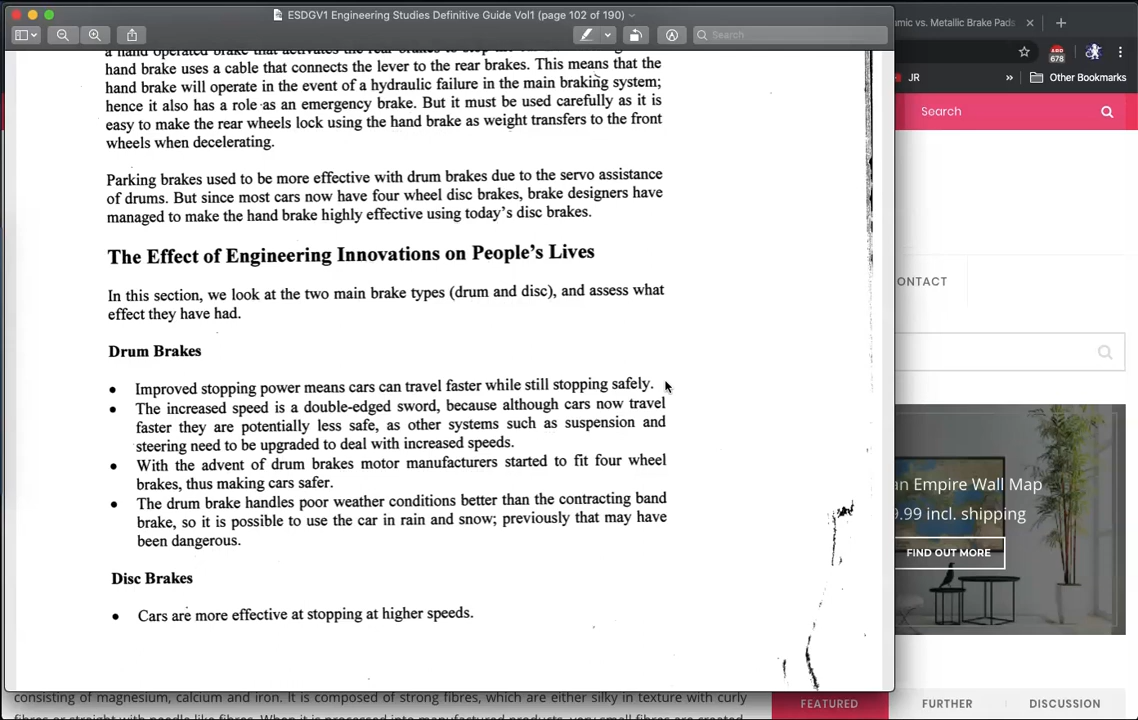 ESDGV1 Engineering Studies Definitive Guide Vol1 (page 102 of 190)
mic vs. Metallic Brake Pads
Search
678
JR
»
Other Bookmarks
Search
hand brake uses a cable that connects the lever to the rear brakes. This means that the
hand brake will operate in the event of a hydraulic failure in the main braking system;
hence it also has a role as an emergency brake. But it must be used carefully as it is
easy to make the rear wheels lock using the hand brake as weight transfers to the front
wheels when decelerating.
Parking brakes used to be more effective with drum brakes due to the servo assistance
of drums. But since most cars now have four wheel disc brakes, brake designers have
managed to make the hand brake highly effective using today's disc brakes.
The Effect of Engineering Innovations on People's Lives
In this section, we look at the two main brake types (drum and disc), and assess what
effect they have had.
Drum Brakes
• Improved stopping power means cars can travel faster while still stopping safely.
• The increased speed is a double-edged sword, because although cars now travel
faster they are potentially less safe, as other systems such as suspension and
steering need to be upgraded to deal with increased speeds.
• With the advent of drum brakes motor manufacturers started to fit four wheel
brakes, thus making cars safer.
• The drum brake handles poor weather conditions better than the contracting band
brake, so it is possible to use the car in rain and snow; previously that may have
been dangerous.
Disc Brakes
• Cars are more effective at stopping at higher speeds.
ONTACT
an Empire Wall Map
9.99 incl. shipping
FIND OUT MORE
consisting of magnesium, calcium and iron. It is composed of strong fibres, which are either silky in texture with curly
FEATURED
FURTHER
DISCUSSION